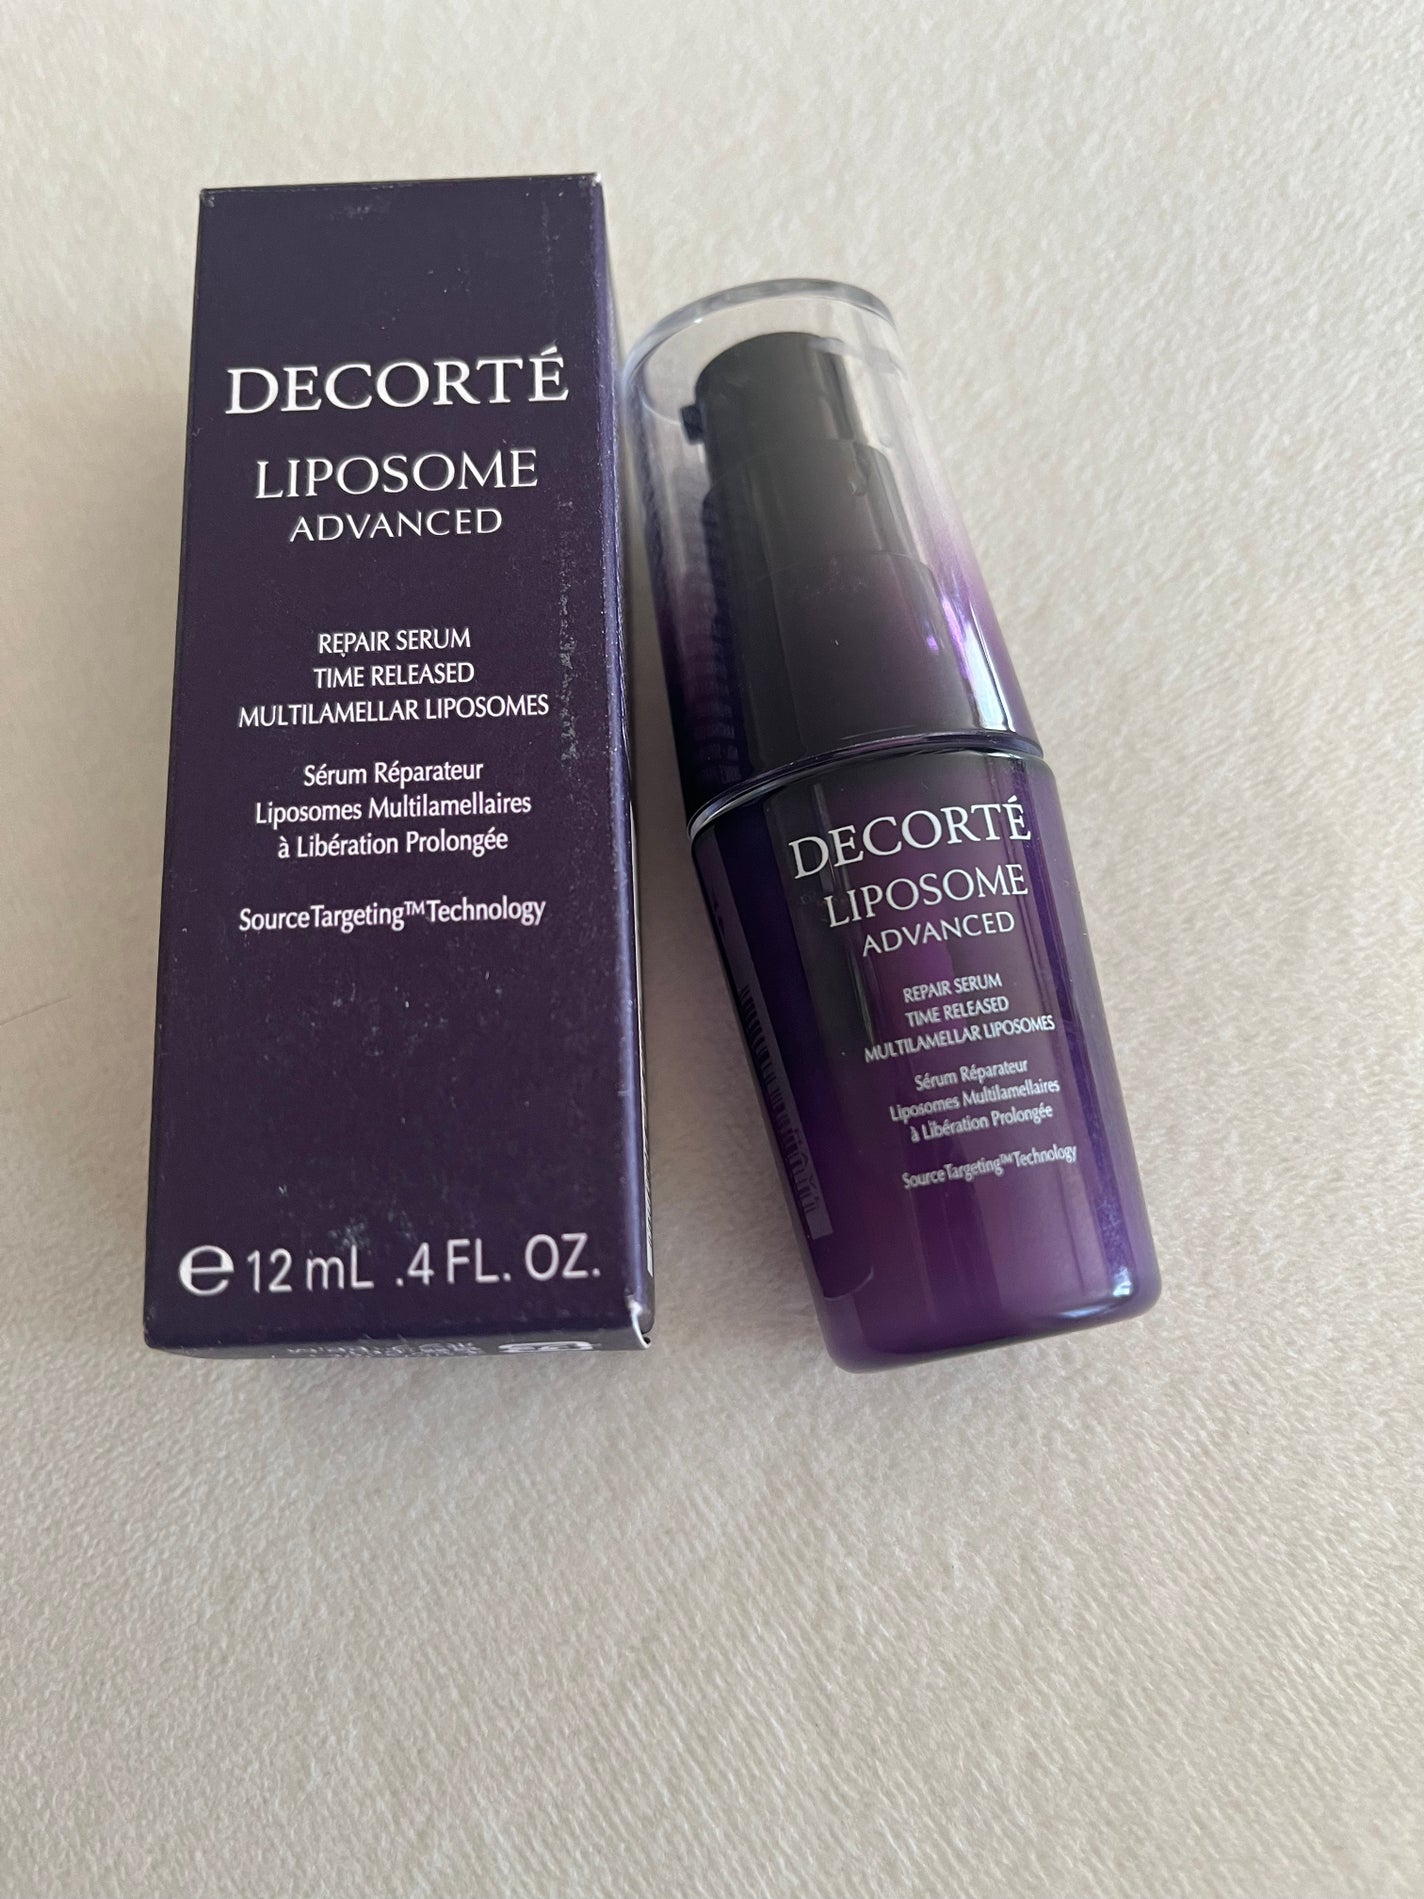 DECORTÉ
LIPOSOME
ADVANCED
REPAIR SERUM
TIME RELEASED
MULTILAMELLAR LIPOSOMES
Sérum Réparateur
Liposomes Multilamellaires
à Libération Prolongée
SourceTargeting™Technology
e 12 mL .4 FL. OZ.
DECORTÉ
LIPOSOME
ADVANCED
REPAIR SERUM
TIME RELEASED
MULTILAMELLAR LIPOSOMES
Sérum Réparateur
Liposomes Multilamellaires
à Libération Prolongée
SourceTargeting™Technology